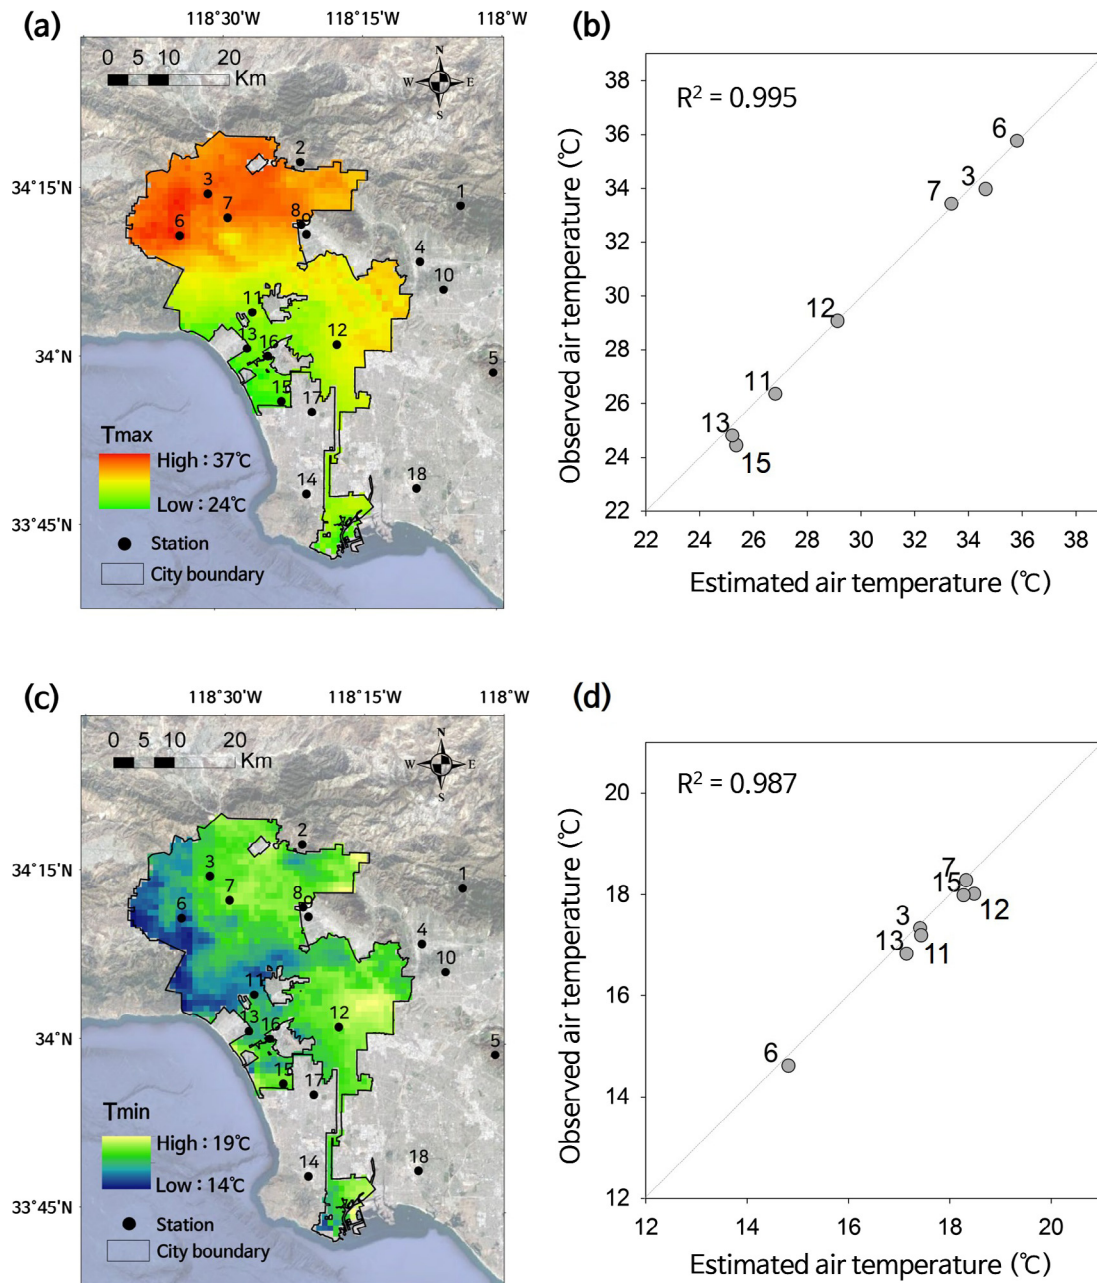 (a)
118°30'W
118°15'W
118°W
0 5 10 20
Km
N
W E
S
34°15'N
34°N
33°45'N
2
3
1
7
6
8
9
4
10
11
13
16
12
5
15
17
14
18
Tmax
High : 37℃
Low : 24℃
Station
City boundary
(b)
R² = 0.995
Observed air temperature (℃)
38
36
34
32
30
28
26
24
22
6
3
7
12
11
13
15
22 24 26 28 30 32 34 36 38
Estimated air temperature (℃)
(c)
118°30'W
118°15'W
118°W
0 5 10 20
Km
N
W E
S
34°15'N
34°N
33°45'N
2
3
1
7
6
8
9
4
10
11
13
16
12
5
15
17
14
18
Tmin
High : 19℃
Low : 14℃
Station
City boundary
(d)
R² = 0.987
Observed air temperature (℃)
20
18
16
14
12
7
15
12
3
13
11
6
12 14 16 18 20
Estimated air temperature (℃)